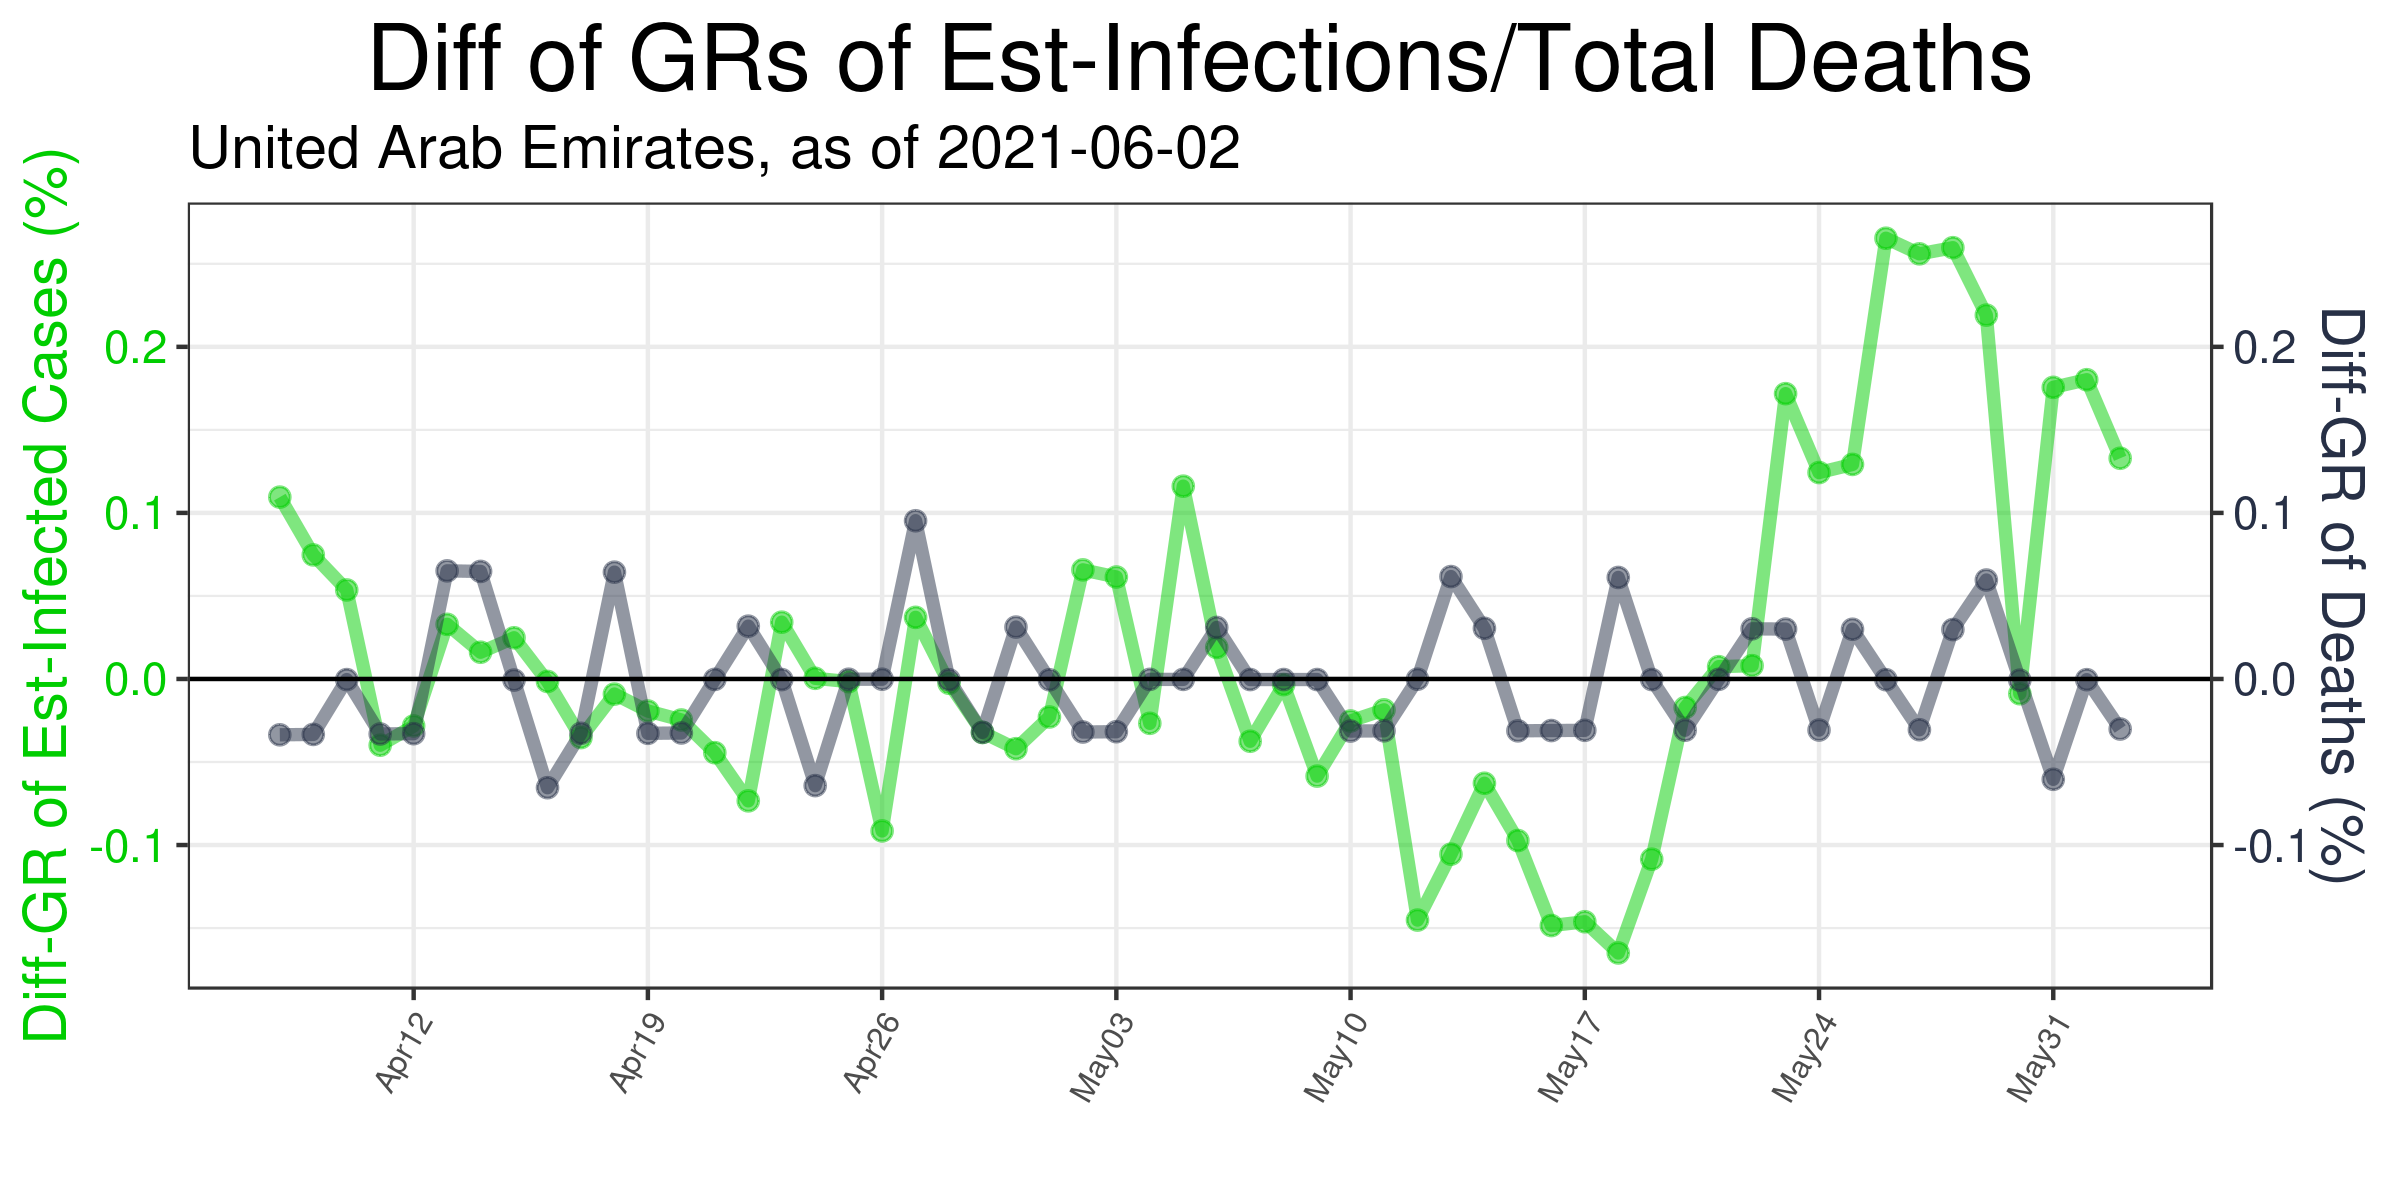 Diff of GRs of Est-Infections/Total Deaths
United Arab Emirates, as of 2021-06-02
Diff-GR of Est-Infected Cases (%)
0.2
0.1
0.0
-0.1
0.2
0.1
0.0
-0.1
Diff-GR of Deaths (%)
Apr12
Apr19
Apr26
May03
May10
May17
May24
May31